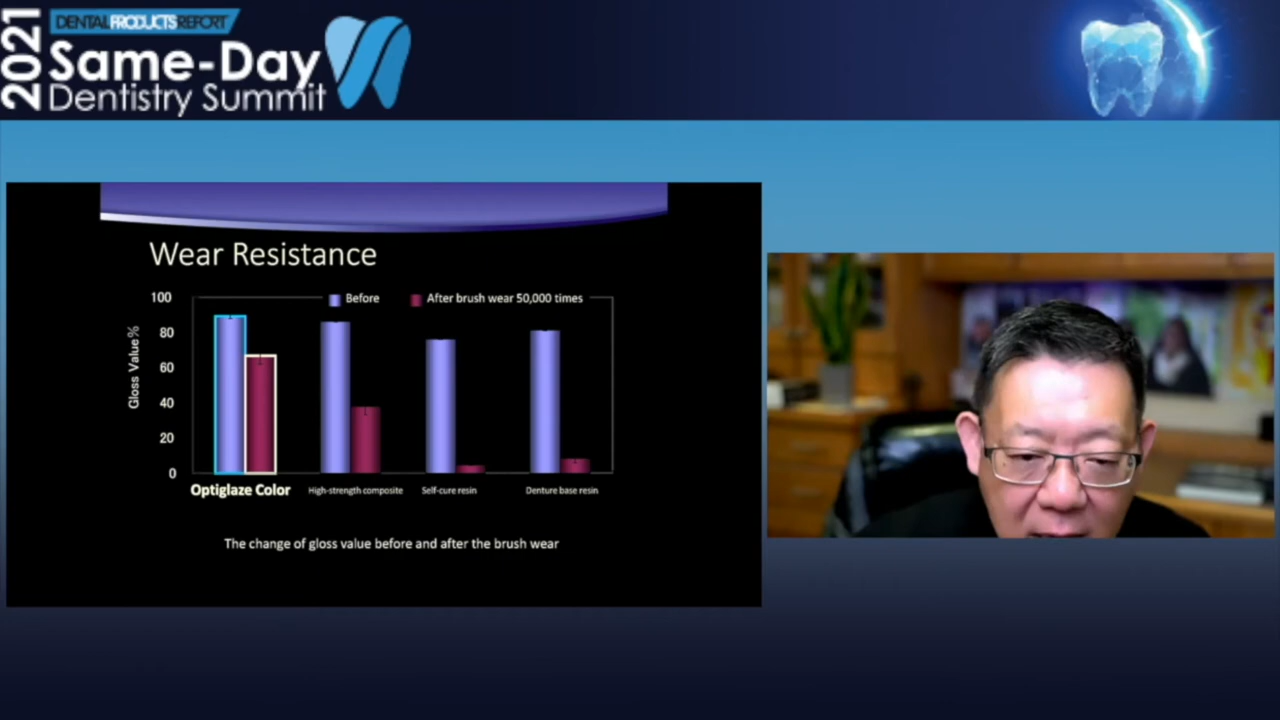 2021
DENTAL PRODUCTS REPORT
Same-Day
Dentistry Summit
Wear Resistance
Before
After brush wear 50,000 times
Gloss Value %
100
80
60
40
20
0
Optiglaze Color
High-strength composite
Self-cure resin
Denture base resin
The change of gloss value before and after the brush wear